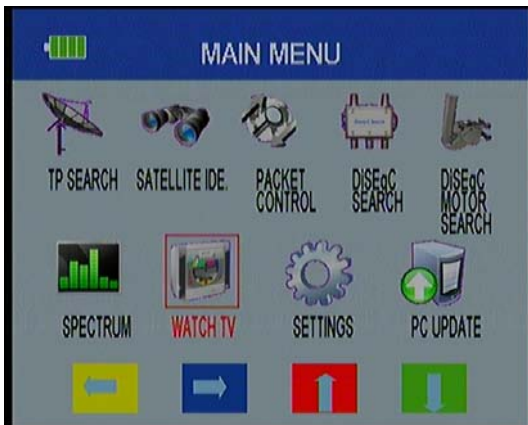 MAIN MENU
TP SEARCH
SATELLITE IDE.
PACKET
CONTROL
DiSEqC
SEARCH
DiSEqC
MOTOR
SEARCH
SPECTRUM
WATCH TV
SETTINGS
PC UPDATE